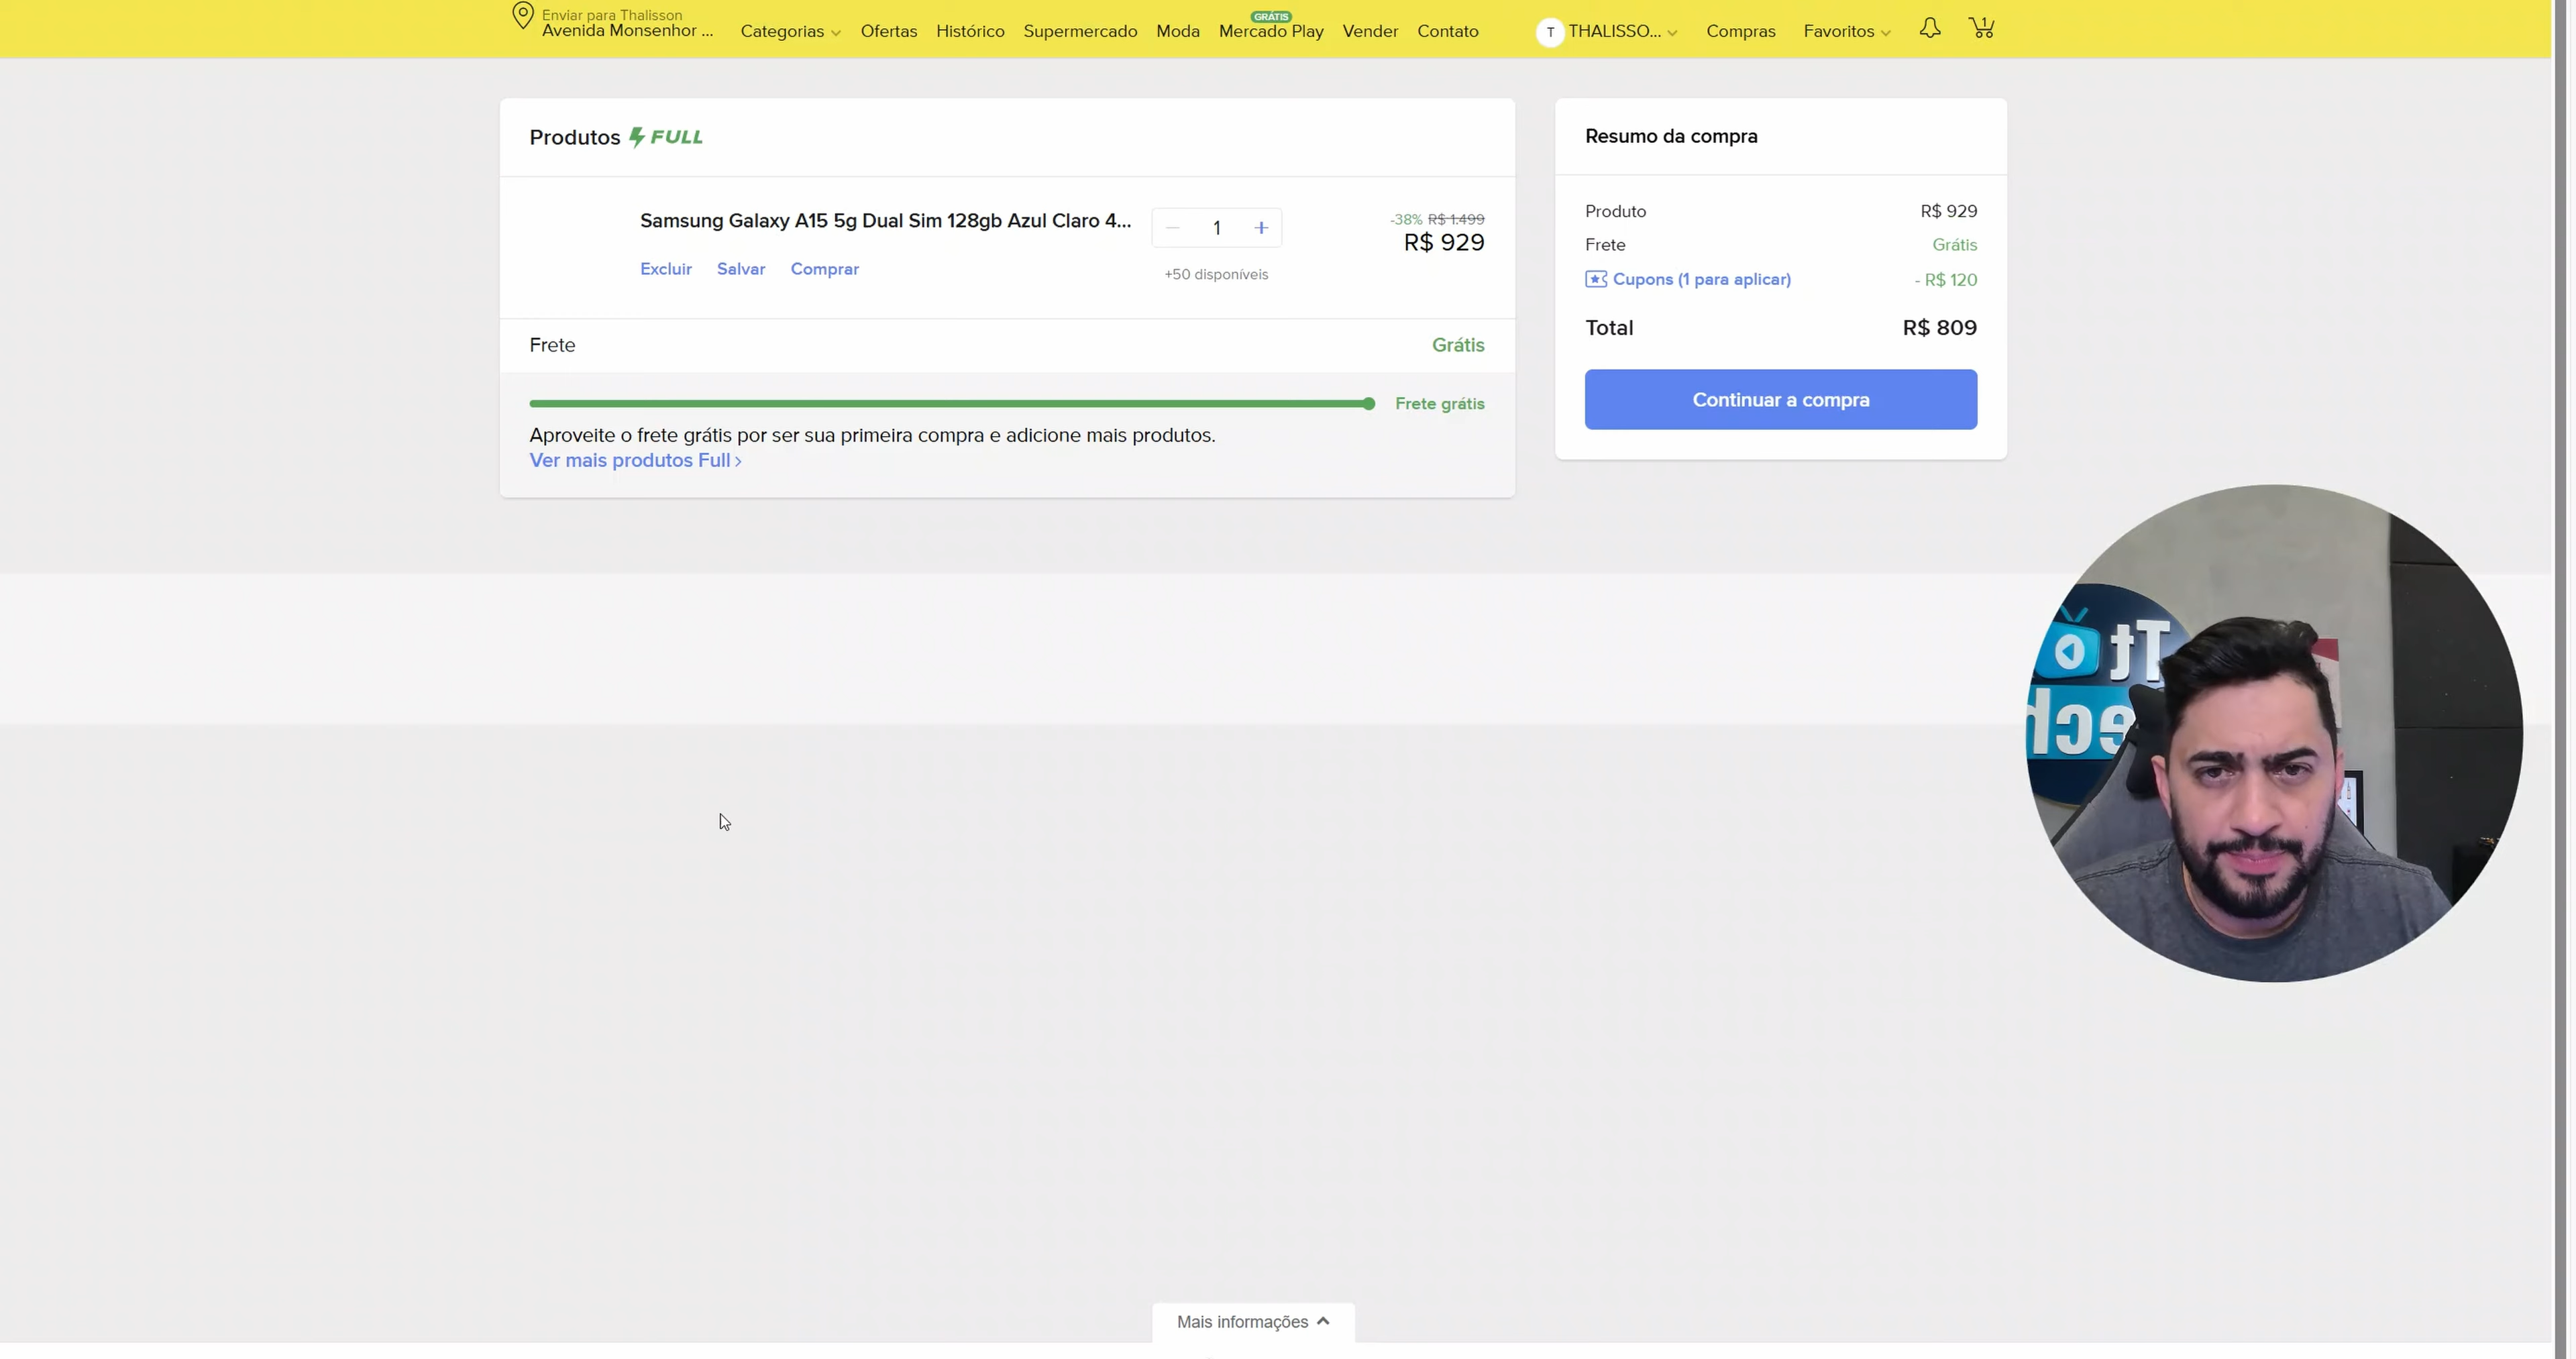 Enviar para Thalisson
Avenida Monsenhor ...
Categorias
Ofertas
Histórico
Supermercado
Moda
GRÁTIS
Mercado Play
Vender
Contato
T
THALISSO...
Compras
Favoritos
1
Produtos FULL
Samsung Galaxy A15 5g Dual Sim 128gb Azul Claro 4...
Excluir
Salvar
Comprar
1
+50 disponíveis
-38% R$ 1.499
R$ 929
Frete
Grátis
Frete grátis
Aproveite o frete grátis por ser sua primeira compra e adicione mais produtos.
Ver mais produtos Full
Resumo da compra
Produto R$ 929
Frete Grátis
Cupons (1 para aplicar) - R$ 120
Total R$ 809
Continuar a compra
Mais informações